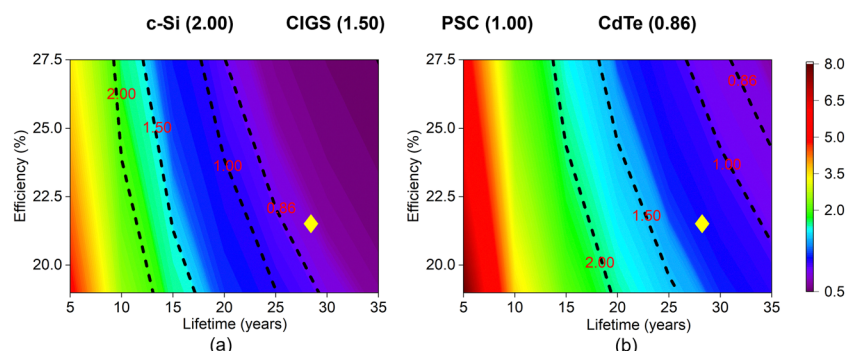 c-Si (2.00) CIGS (1.50) PSC (1.00) CdTe (0.86)
27.5
25.0
22.5
20.0
Efficiency (%)
2.00
1.50
1.00
0.86
5 10 15 20 25 30 35
Lifetime (years)
(a)
27.5
25.0
22.5
20.0
Efficiency (%)
0.86
1.00
1.50
2.00
5 10 15 20 25 30 35
Lifetime (years)
(b)
8.0
6.5
5.0
3.5
2.0
0.5